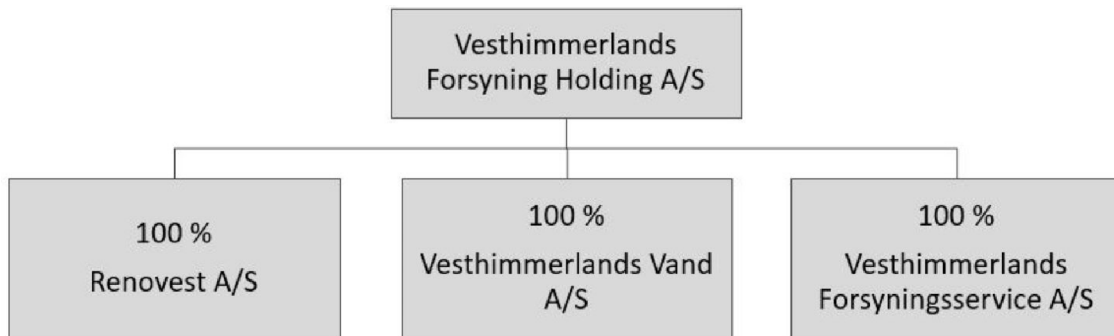 Vesthimmerlands
Forsyning Holding A/S
100 %
Renovest A/S
100 %
Vesthimmerlands Vand
A/S
100 %
Vesthimmerlands
Forsyningsservice A/S